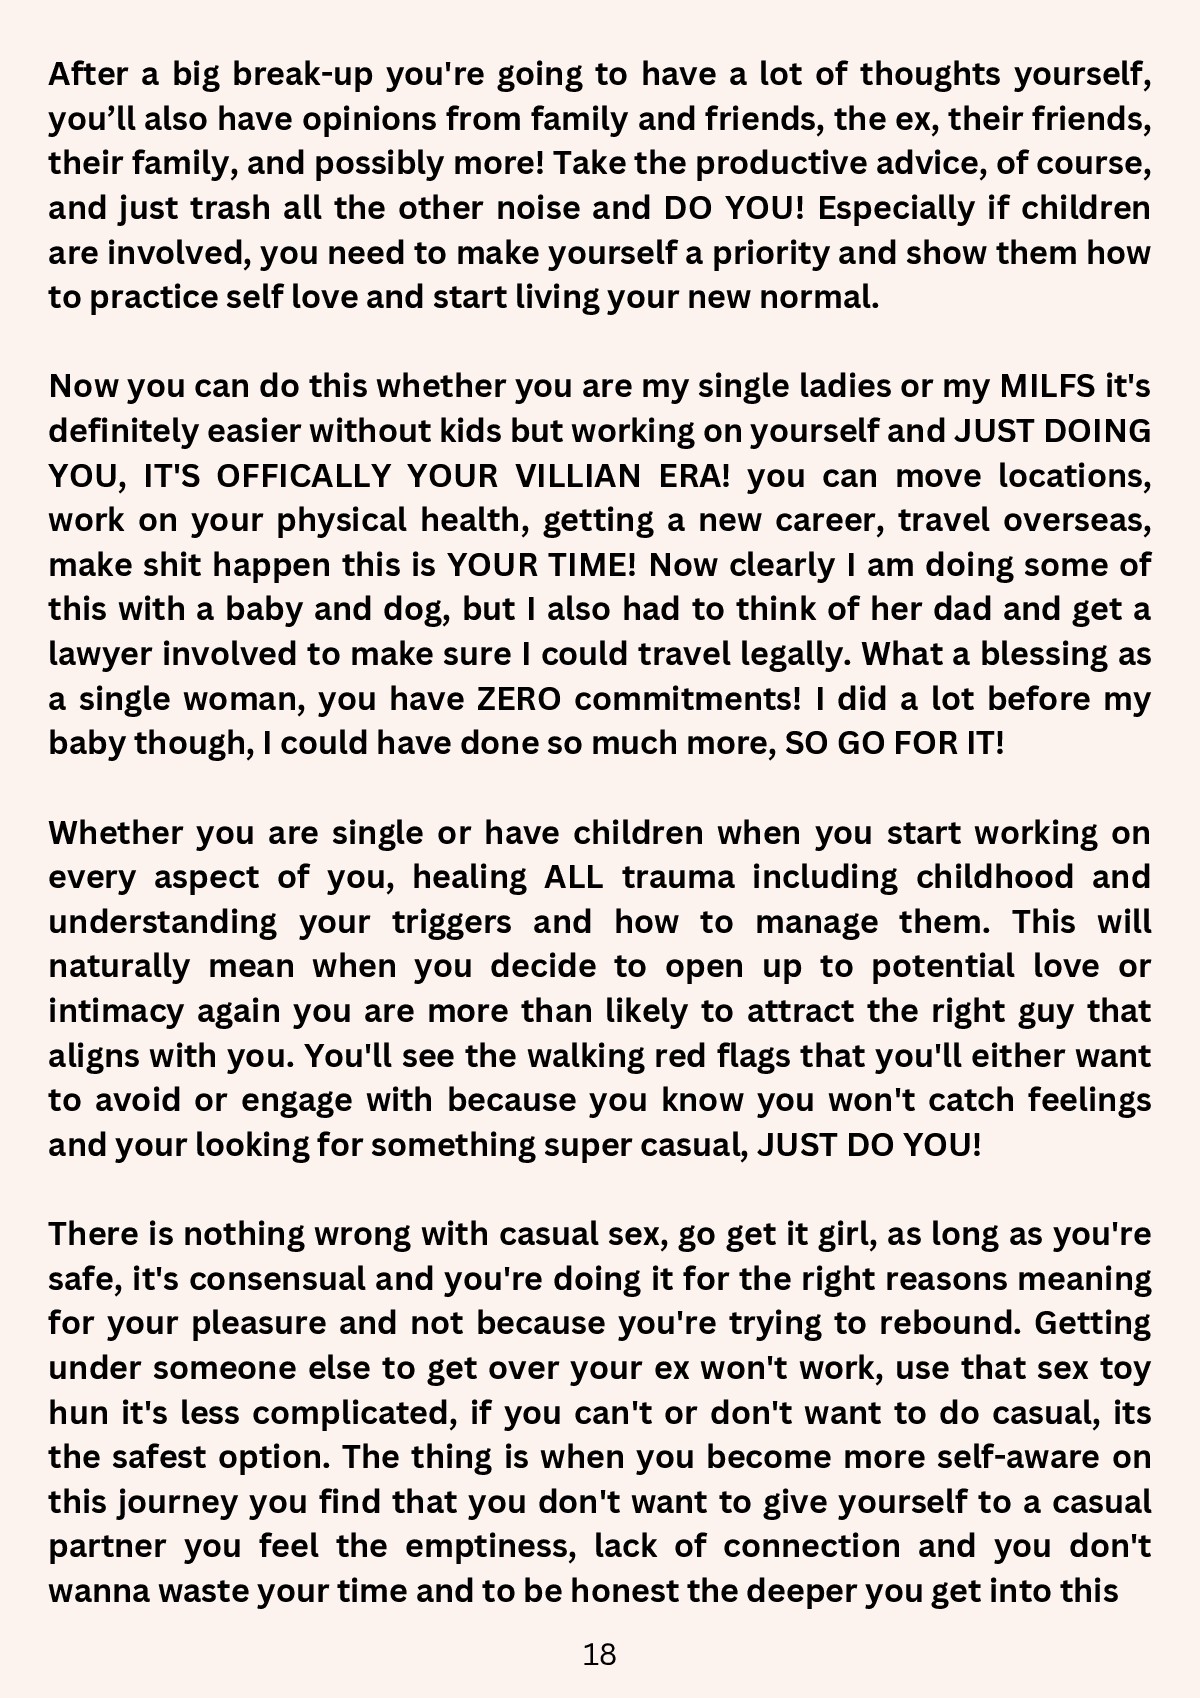 After a big break-up you're going to have a lot of thoughts yourself,
you’ll also have opinions from family and friends, the ex, their friends,
their family, and possibly more! Take the productive advice, of course,
and just trash all the other noise and DO YOU! Especially if children
are involved, you need to make yourself a priority and show them how
to practice self love and start living your new normal.
Now you can do this whether you are my single ladies or my MILFS it's
definitely easier without kids but working on yourself and JUST DOING
YOU, IT'S OFFICALLY YOUR VILLIAN ERA! you can move locations,
work on your physical health, getting a new career, travel overseas,
make shit happen this is YOUR TIME! Now clearly I am doing some of
this with a baby and dog, but I also had to think of her dad and get a
lawyer involved to make sure I could travel legally. What a blessing as
a single woman, you have ZERO commitments! I did a lot before my
baby though, I could have done so much more, SO GO FOR IT!
Whether you are single or have children when you start working on
every aspect of you, healing ALL trauma including childhood and
understanding your triggers and how to manage them. This will
naturally mean when you decide to open up to potential love or
intimacy again you are more than likely to attract the right guy that
aligns with you. You'll see the walking red flags that you'll either want
to avoid or engage with because you know you won't catch feelings
and your looking for something super casual, JUST DO YOU!
There is nothing wrong with casual sex, go get it girl, as long as you're
safe, it's consensual and you're doing it for the right reasons meaning
for your pleasure and not because you're trying to rebound. Getting
under someone else to get over your ex won't work, use that sex toy
hun it's less complicated, if you can't or don't want to do casual, its
the safest option. The thing is when you become more self-aware on
this journey you find that you don't want to give yourself to a casual
partner you feel the emptiness, lack of connection and you don't
wanna waste your time and to be honest the deeper you get into this
18